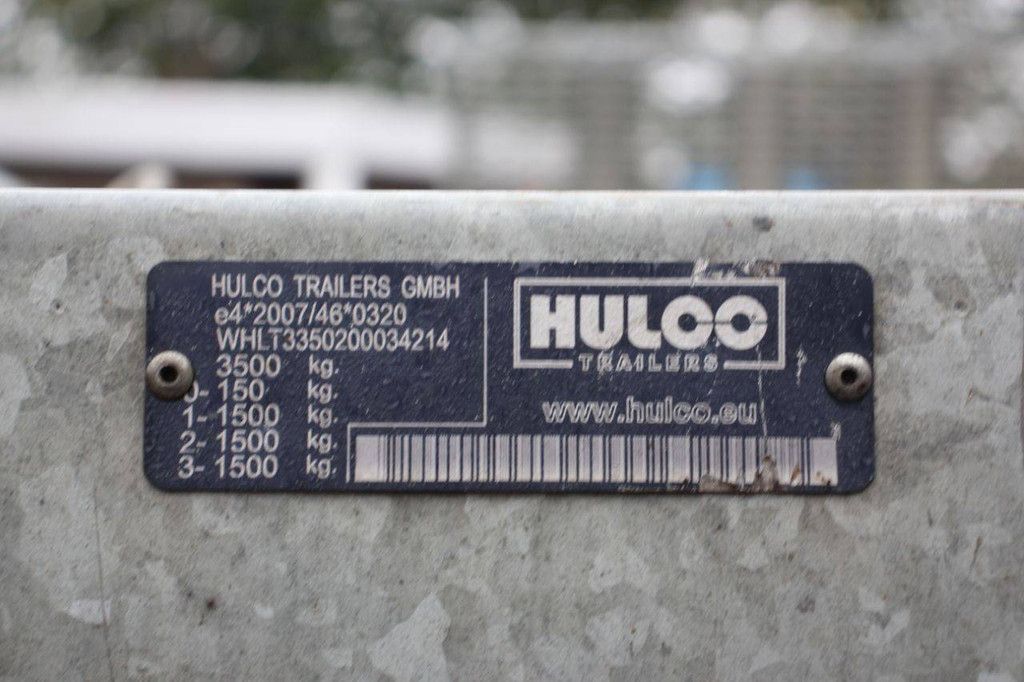 HULCO TRAILERS GMBH
e4*2007/46*0320
WHLT3350200034214
3500 kg.
0- 150 kg.
1- 1500 kg.
2- 1500 kg.
3- 1500 kg.
HULCO
TRAILERS
www.hulco.eu